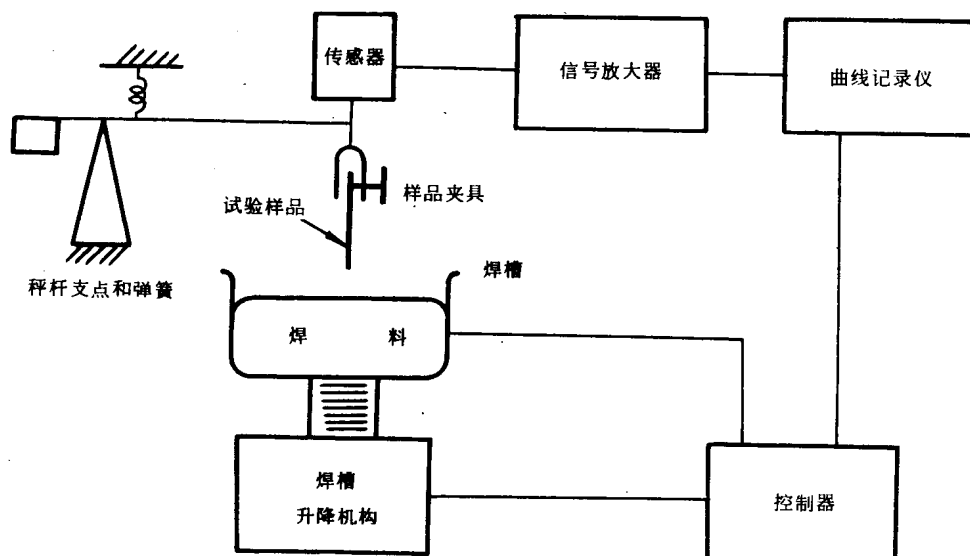 传感器
信号放大器
曲线记录仪
样品夹具
试验样品
焊槽
秤杆支点和弹簧
焊 料
焊槽
升降机构
控制器